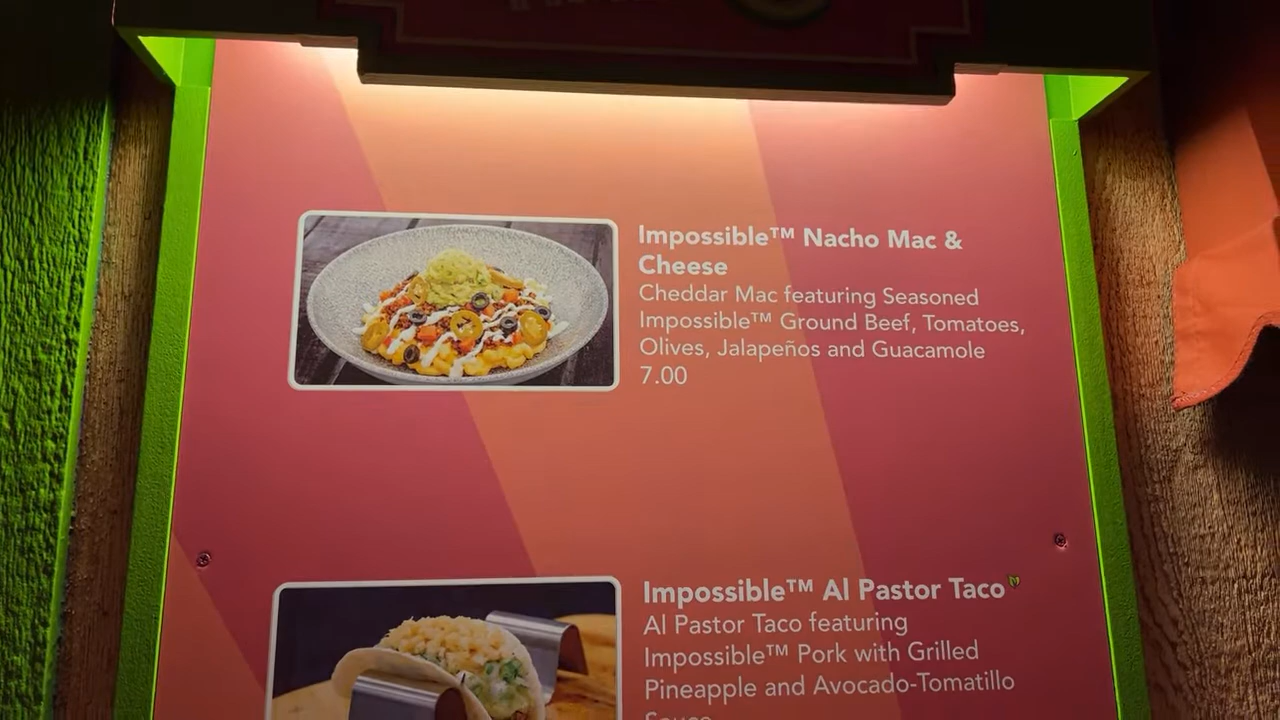 Impossible™ Nacho Mac &
Cheese
Cheddar Mac featuring Seasoned
Impossible™ Ground Beef, Tomatoes,
Olives, Jalapeños and Guacamole
7.00
Impossible™ Al Pastor Taco
Al Pastor Taco featuring
Impossible™ Pork with Grilled
Pineapple and Avocado-Tomatillo
Sauce